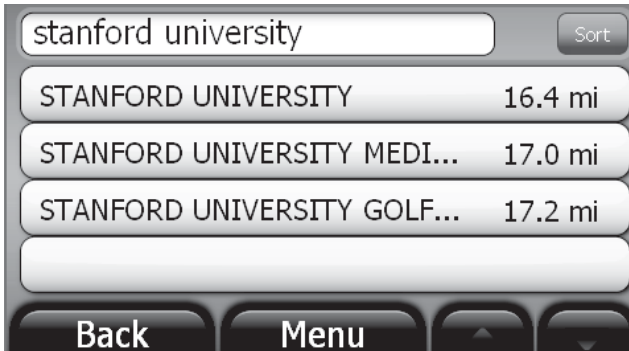 stanford university Sort
STANFORD UNIVERSITY 16.4 mi
STANFORD UNIVERSITY MEDI... 17.0 mi
STANFORD UNIVERSITY GOLF... 17.2 mi
Back Menu